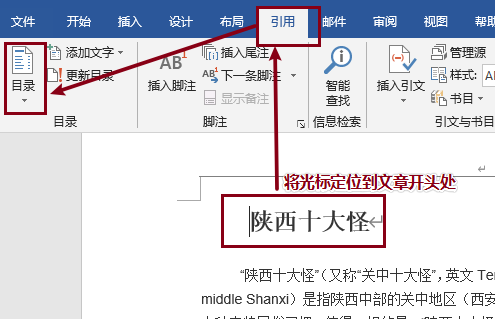 文件 开始 插入 设计 布局 引用 邮件 审阅 视图
添加文字 插入尾注 管理源
AB¹ 下一条脚注 样式:
目录 更新目录 插入脚注 显示备注 智能查找 插入引文 书目
目录 脚注 信息检索 引文与书目
将光标定位到文章开头处
陕西十大怪
“陕西十大怪”（又称“关中十大怪”，英文
middle Shanxi）是指陕西中部的关中地区（西安